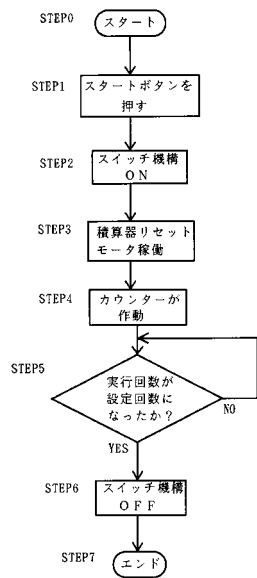 STEP0
スタート
STEP1
スタートボタンを
押す
STEP2
スイッチ機構
ON
STEP3
積算器リセット
モータ稼働
STEP4
カウンターが
作動
STEP5
実行回数が
設定回数に
なったか?
NO
YES
STEP6
スイッチ機構
OFF
STEP7
エンド